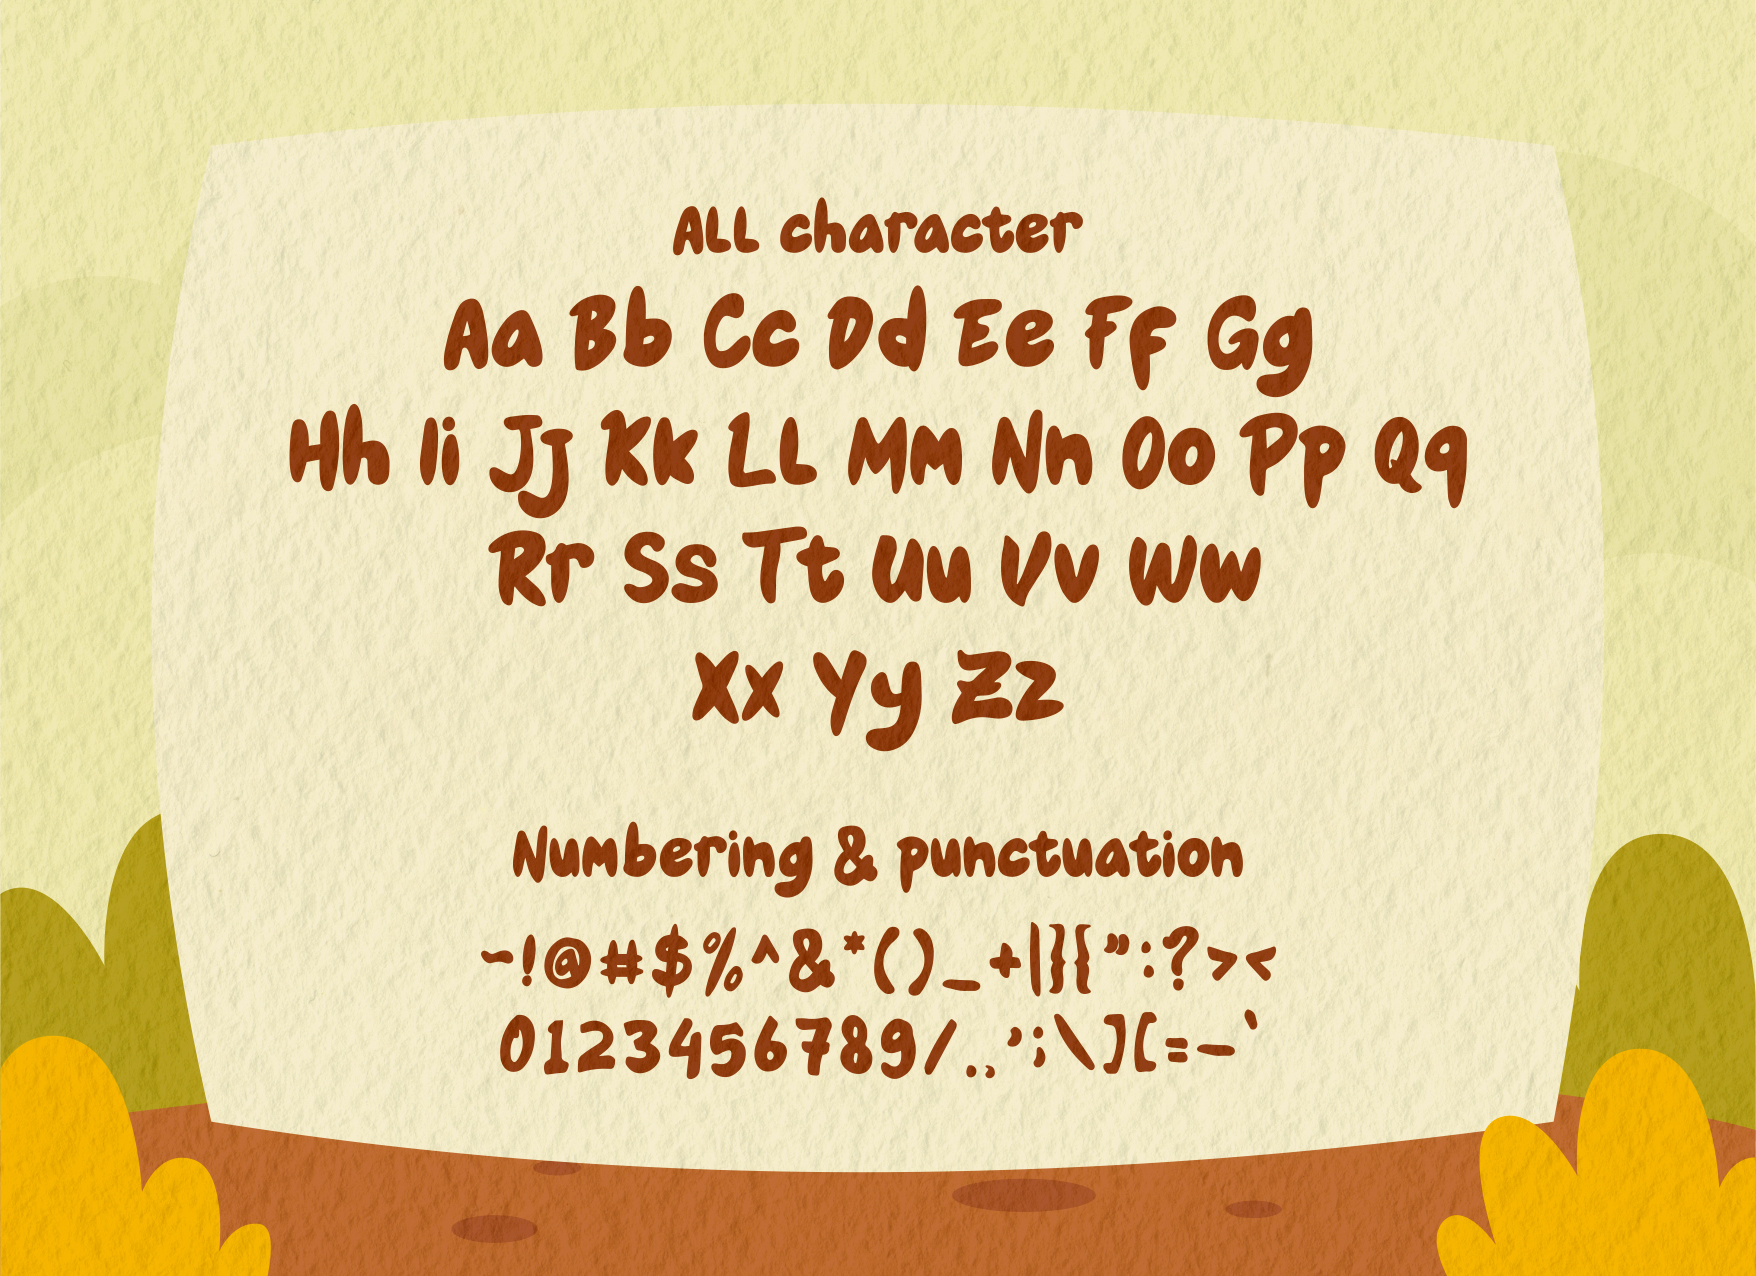 ALL character
Aa Bb Cc Dd Ee Ff Gg
Hh Ii Jj Kk LL Mm Nn Oo Pp Qq
Rr Ss Tt Uu Vv Ww
Xx Yy Zz
Numbering & punctuation
~!@#$%^&*()_+|}{”:?><
0123456789/.,’;\][=-`